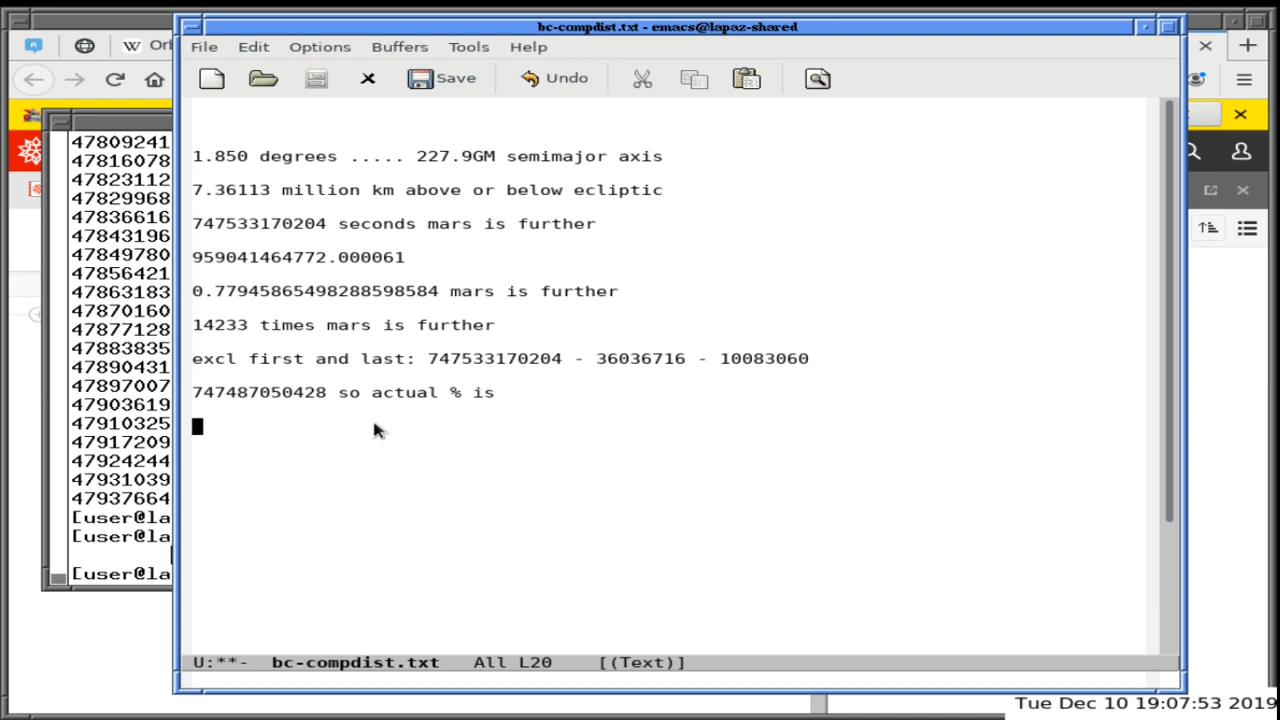 bc-compdist.txt - emacs@lapaz-shared
W Ori
File Edit Options Buffers Tools Help
Save Undo
47809241
47816078
47823112
47829968
47836616
47843196
47849780
47856421
47863183
47870160
47877128
47883835
47890431
47897007
47903619
47910325
47917209
47924244
47931039
47937664
[user@la
[user@la
[user@la
1.850 degrees ..... 227.9GM semimajor axis
7.36113 million km above or below ecliptic
747533170204 seconds mars is further
959041464772.000061
0.77945865498288598584 mars is further
14233 times mars is further
excl first and last: 747533170204 - 36036716 - 10083060
747487050428 so actual % is
U:**- bc-compdist.txt All L20 [(Text)]
Tue Dec 10 19:07:53 2019